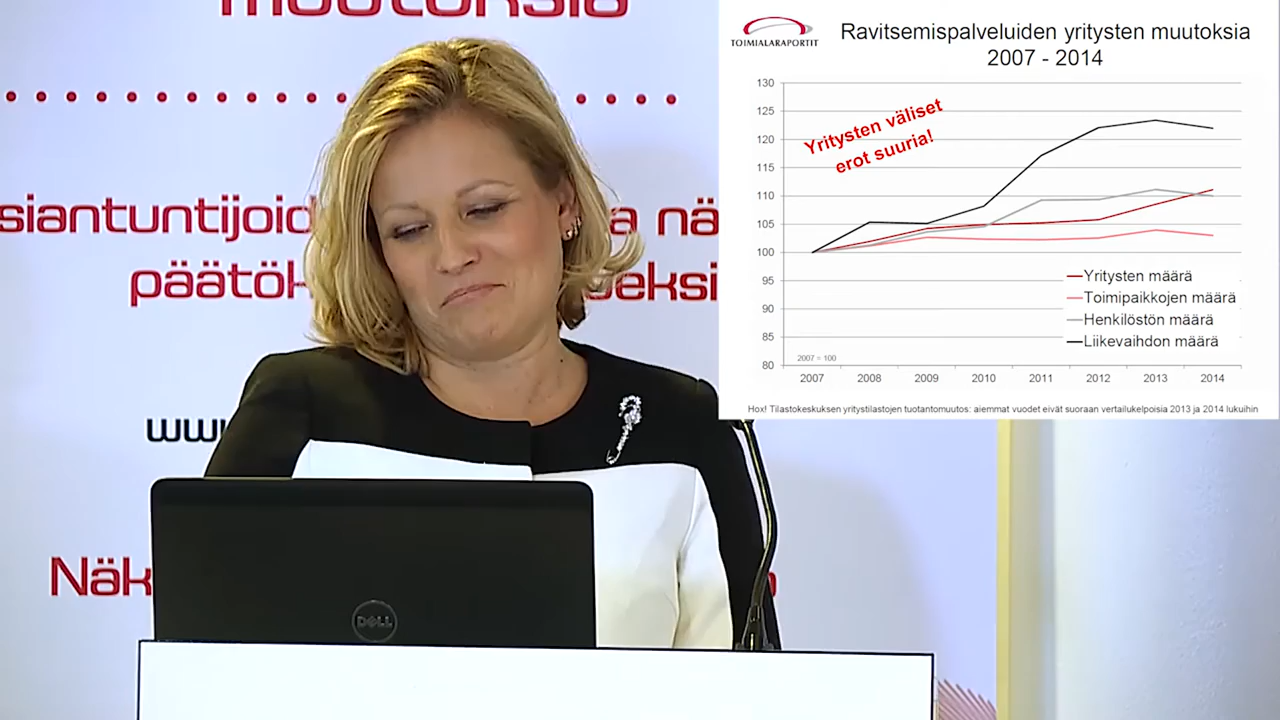 muutoksia
siantuntijoid
a nä
päätök
oeksi
www
Näk
DELL
TOIMIALARAPORTIT
Ravitsemispalveluiden yritysten muutoksia
2007 - 2014
Yritysten väliset
erot suuria!
130
125
120
115
110
105
100
95
90
85
80
Yritysten määrä
Toimipaikkojen määrä
Henkilöstön määrä
Liikevaihdon määrä
2007 = 100
2007 2008 2009 2010 2011 2012 2013 2014
Hox! Tilastokeskuksen yritystilastojen tuotantomuutos: aiemmat vuodet eivät suoraan vertailukelpoisia 2013 ja 2014 lukuihin